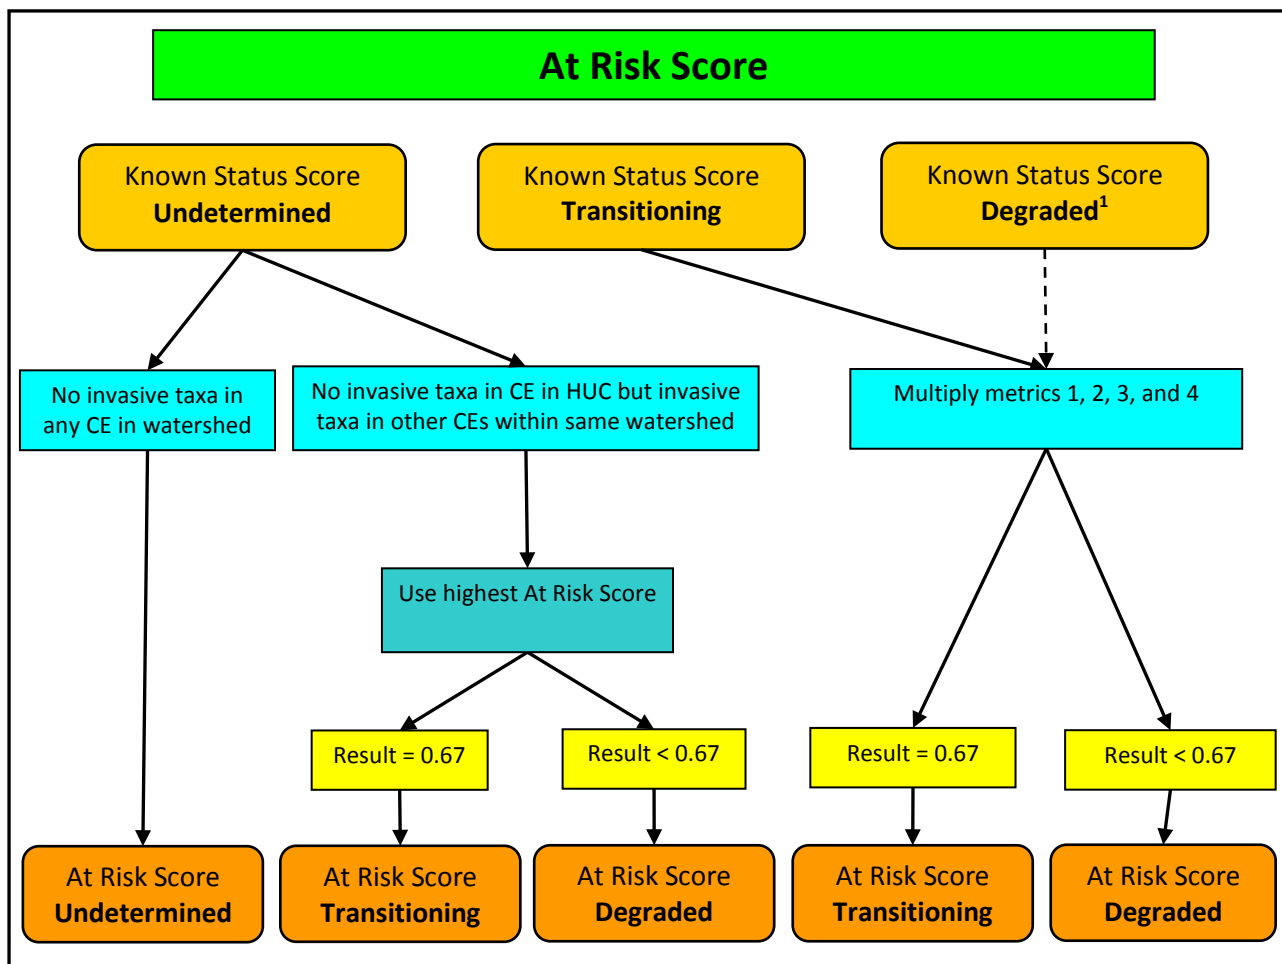 At Risk Score
Known Status Score
Undetermined
Known Status Score
Transitioning
Known Status Score
Degraded¹
No invasive taxa in
any CE in watershed
No invasive taxa in CE in HUC but invasive
taxa in other CEs within same watershed
Multiply metrics 1, 2, 3, and 4
Use highest At Risk Score
Result = 0.67
Result < 0.67
Result = 0.67
Result < 0.67
At Risk Score
Undetermined
At Risk Score
Transitioning
At Risk Score
Degraded
At Risk Score
Transitioning
At Risk Score
Degraded